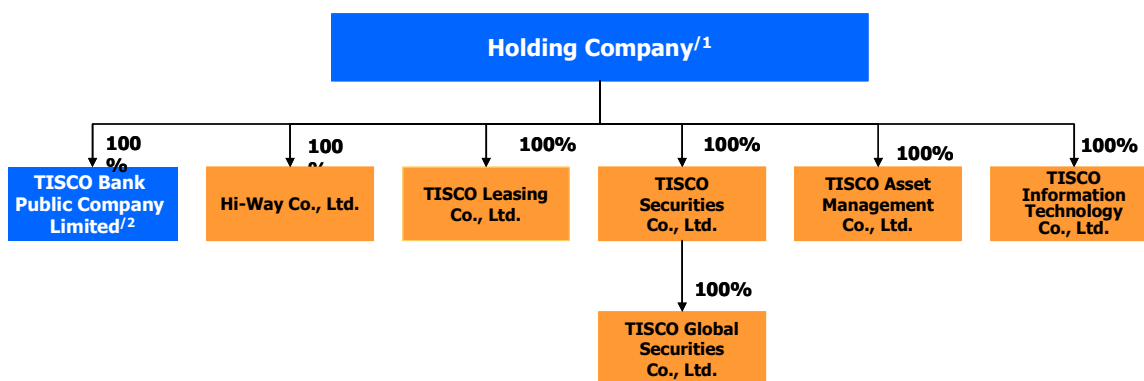 Holding Company/1
100
%
100
%
100%
100%
100%
100%
TISCO Bank
Public Company
Limited/2
Hi-Way Co., Ltd.
TISCO Leasing
Co., Ltd.
TISCO
Securities
Co., Ltd.
TISCO Asset
Management
Co., Ltd.
TISCO
Information
Technology
Co., Ltd.
100%
TISCO Global
Securities
Co., Ltd.